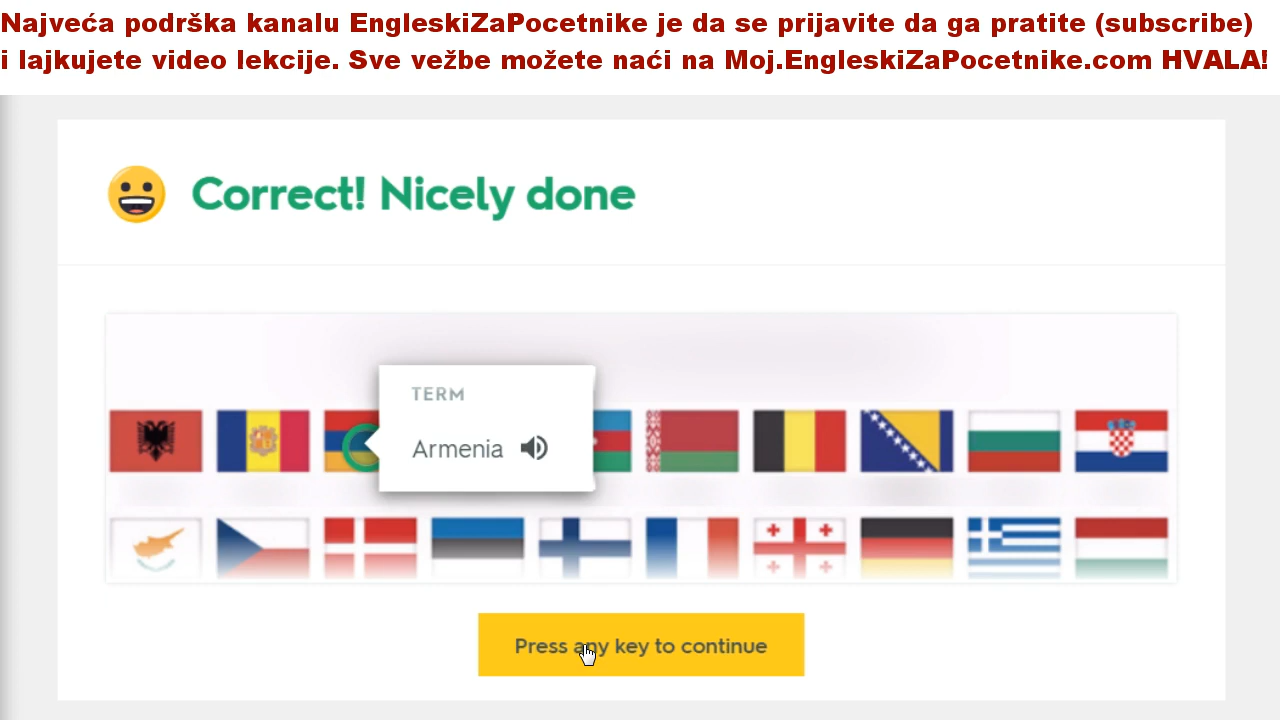 Najveća podrška kanalu EngleskiZaPocetnike je da se prijavite da ga pratite (subscribe)
i lajkujete video lekcije. Sve vežbe možete naći na Moj.EngleskiZaPocetnike.com HVALA!
Correct! Nicely done
TERM
Armenia
Press any key to continue